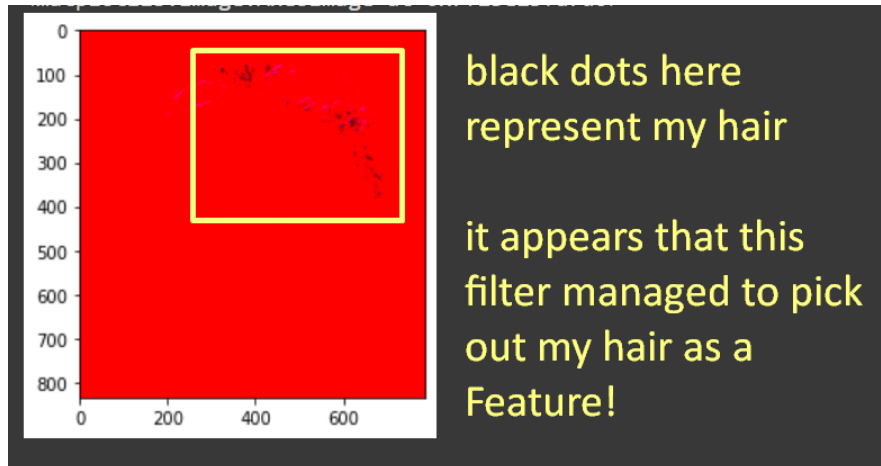 0
100
200
300
400
500
600
700
800
0
200
400
600
black dots here
represent my hair
it appears that this
filter managed to pick
out my hair as a
Feature!